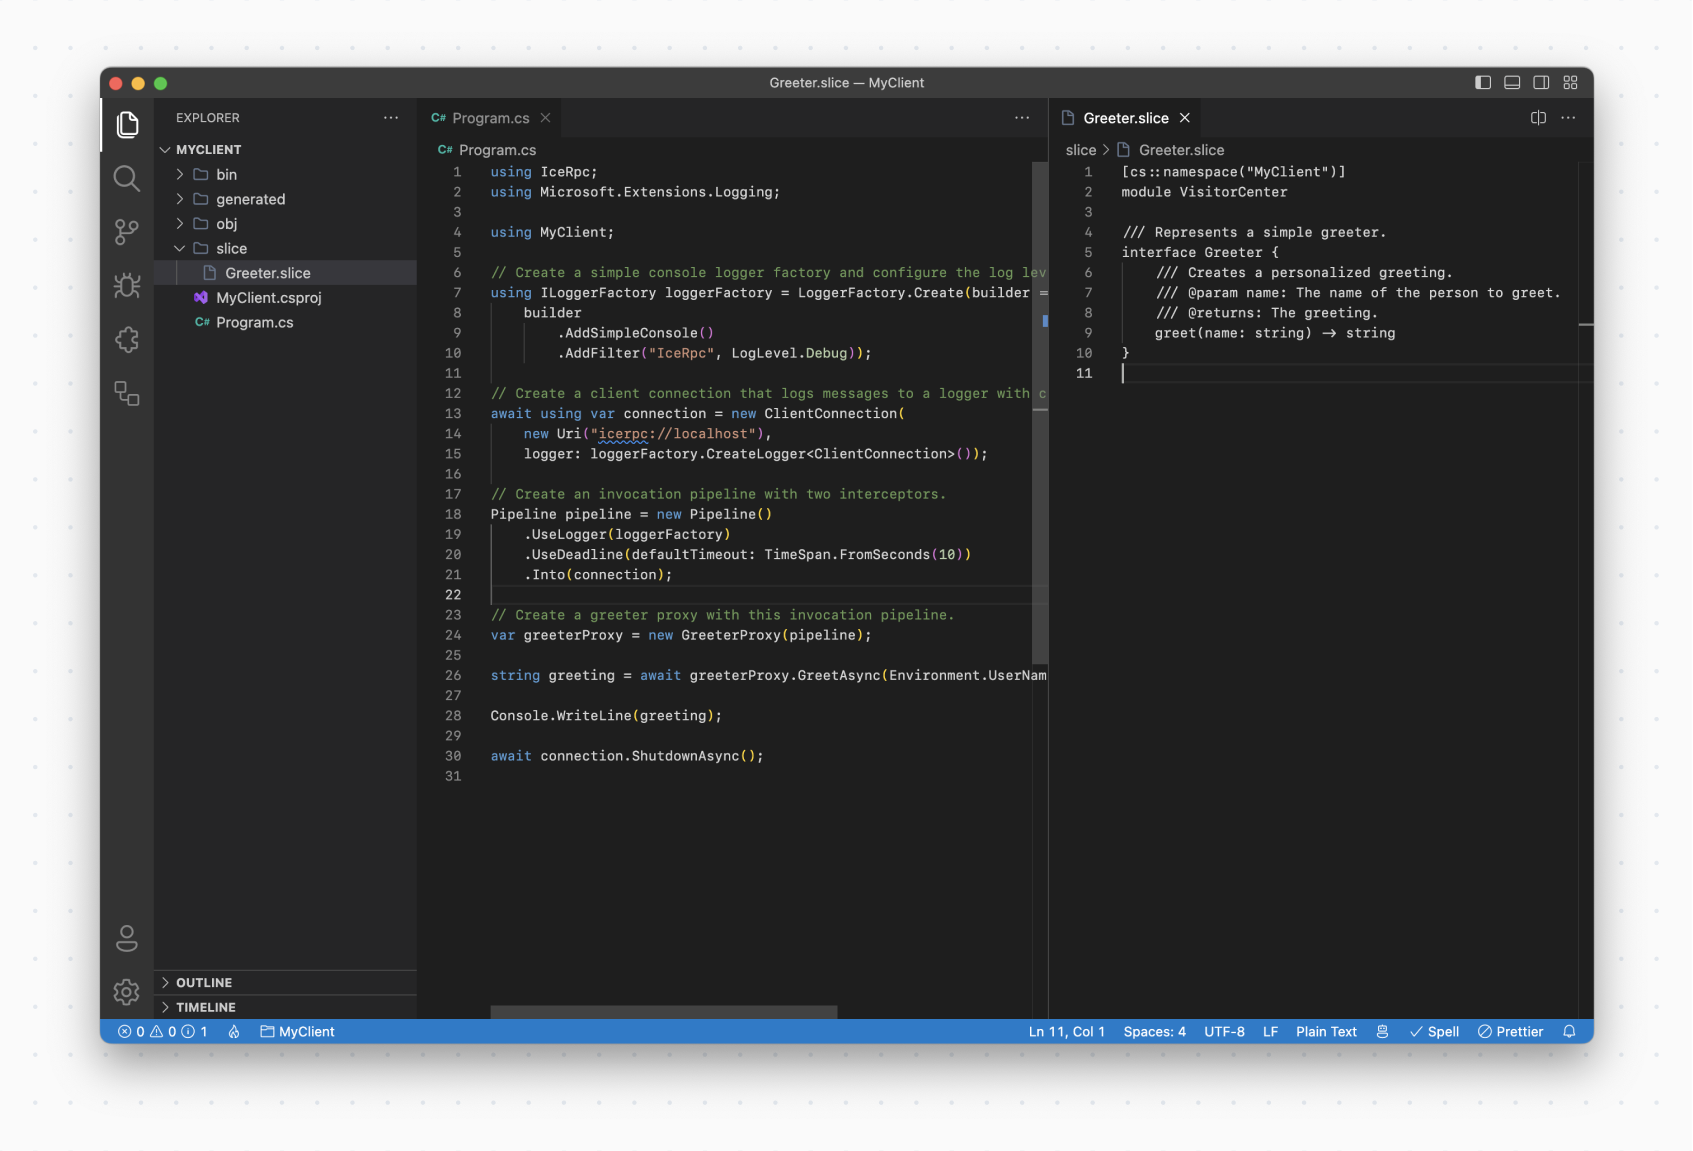 Greeter.slice — MyClient
EXPLORER
MYCLIENT
bin
generated
obj
slice
Greeter.slice
MyClient.csproj
C# Program.cs
OUTLINE
TIMELINE
C# Program.cs
C# Program.cs
1 using IceRpc;
2 using Microsoft.Extensions.Logging;
3
4 using MyClient;
5
6 // Create a simple console logger factory and configure the log lev
7 using ILoggerFactory loggerFactory = LoggerFactory.Create(builder =
8 builder
9 .AddSimpleConsole()
10 .AddFilter("IceRpc", LogLevel.Debug));
11
12 // Create a client connection that logs messages to a logger with c
13 await using var connection = new ClientConnection(
14 new Uri("icerpc://localhost"),
15 logger: loggerFactory.CreateLogger<ClientConnection>());
16
17 // Create an invocation pipeline with two interceptors.
18 Pipeline pipeline = new Pipeline()
19 .UseLogger(loggerFactory)
20 .UseDeadline(defaultTimeout: TimeSpan.FromSeconds(10))
21 .Into(connection);
22
23 // Create a greeter proxy with this invocation pipeline.
24 var greeterProxy = new GreeterProxy(pipeline);
25
26 string greeting = await greeterProxy.GreetAsync(Environment.UserNam
27
28 Console.WriteLine(greeting);
29
30 await connection.ShutdownAsync();
31
Greeter.slice
slice > Greeter.slice
1 [cs::namespace("MyClient")]
2 module VisitorCenter
3
4 /// Represents a simple greeter.
5 interface Greeter {
6 /// Creates a personalized greeting.
7 /// @param name: The name of the person to greet.
8 /// @returns: The greeting.
9 greet(name: string) -> string
10 }
11
0 0 1 MyClient Ln 11, Col 1 Spaces: 4 UTF-8 LF Plain Text Spell Prettier